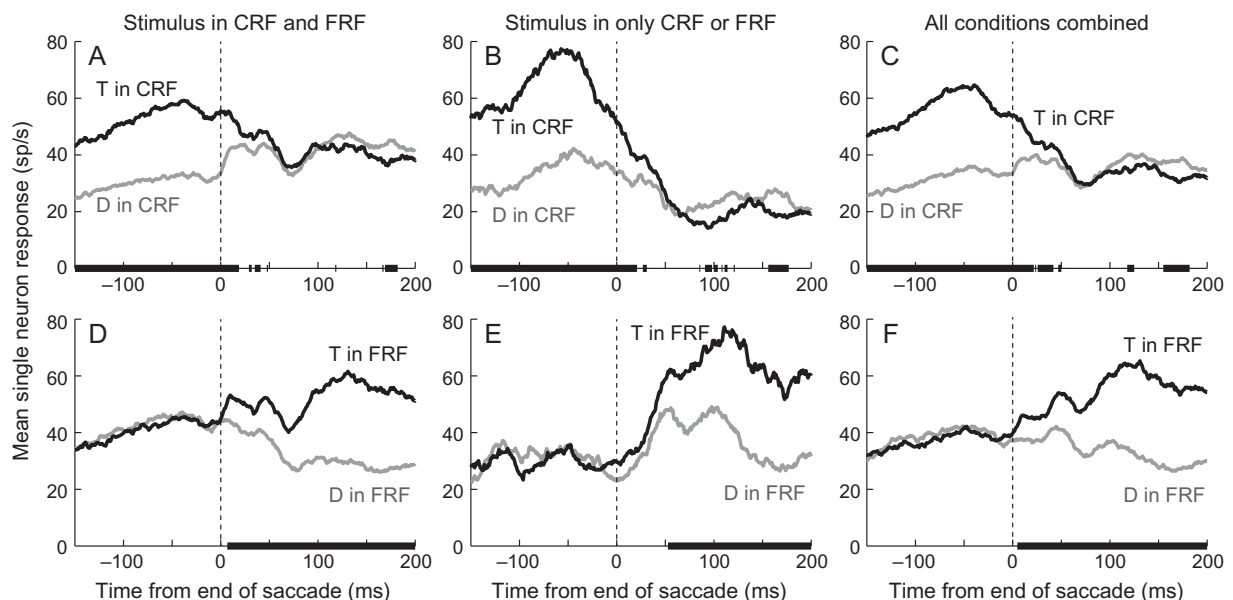 Stimulus in CRF and FRF
Stimulus in only CRF or FRF
All conditions combined
Mean single neuron response (sp/s)
A
80
60
40
20
0
T in CRF
D in CRF
–100 0 100 200
B
80
60
40
20
0
T in CRF
D in CRF
–100 0 100 200
C
80
60
40
20
0
T in CRF
D in CRF
–100 0 100 200
D
80
60
40
20
0
T in FRF
D in FRF
–100 0 100 200
Time from end of saccade (ms)
E
80
60
40
20
0
T in FRF
D in FRF
–100 0 100 200
Time from end of saccade (ms)
F
80
60
40
20
0
T in FRF
D in FRF
–100 0 100 200
Time from end of saccade (ms)